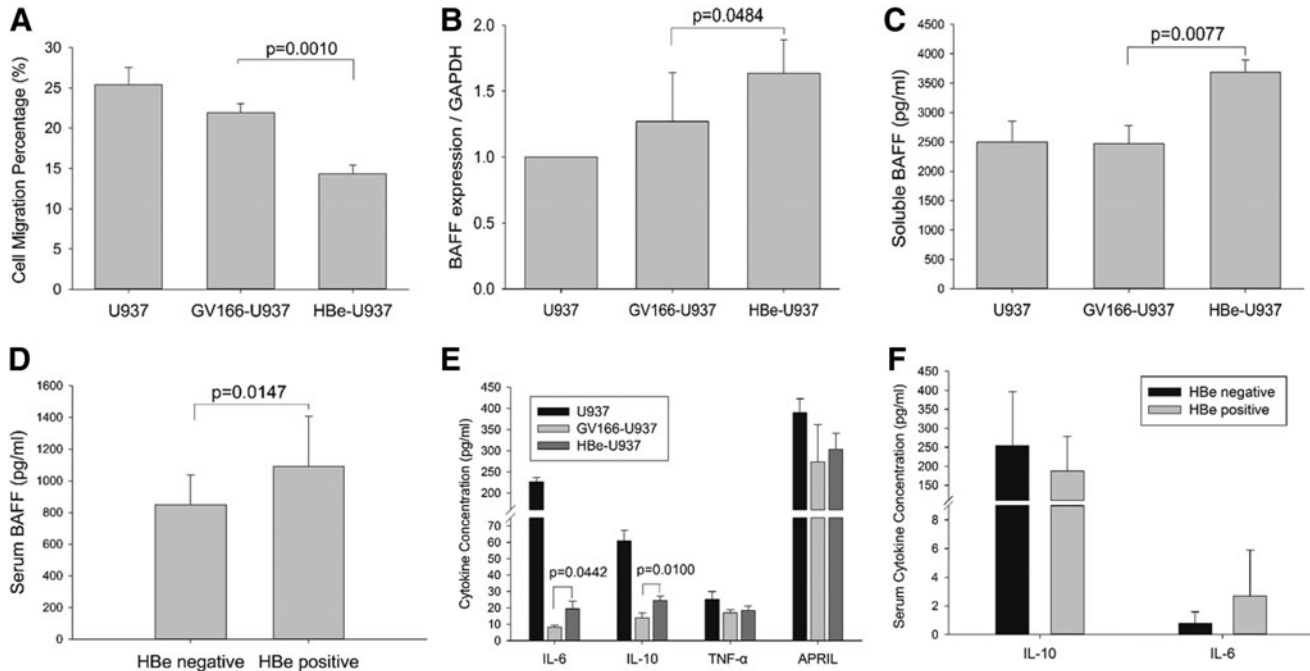 A
Cell Migration Percentage (%)
30
25
20
15
10
5
0
p=0.0010
U937 GV166-U937 HBe-U937
B
BAFF expression / GAPDH
2.0
1.5
1.0
0.5
0.0
p=0.0484
U937 GV166-U937 HBe-U937
C
Soluble BAFF (pg/ml)
4500
4000
3500
3000
2500
2000
1500
1000
500
0
p=0.0077
U937 GV166-U937 HBe-U937
D
Serum BAFF (pg/ml)
1600
1400
1200
1000
800
600
400
200
0
p=0.0147
HBe negative HBe positive
E
Cytokine Concentration (pg/ml)
450
400
350
300
250
200
70
60
50
40
30
20
10
0
U937
GV166-U937
HBe-U937
p=0.0442
p=0.0100
IL-6 IL-10 TNF-α APRIL
F
Serum Cytokine Concentration (pg/ml)
450
400
350
300
250
200
150
8
6
4
2
0
HBe negative
HBe positive
IL-10 IL-6